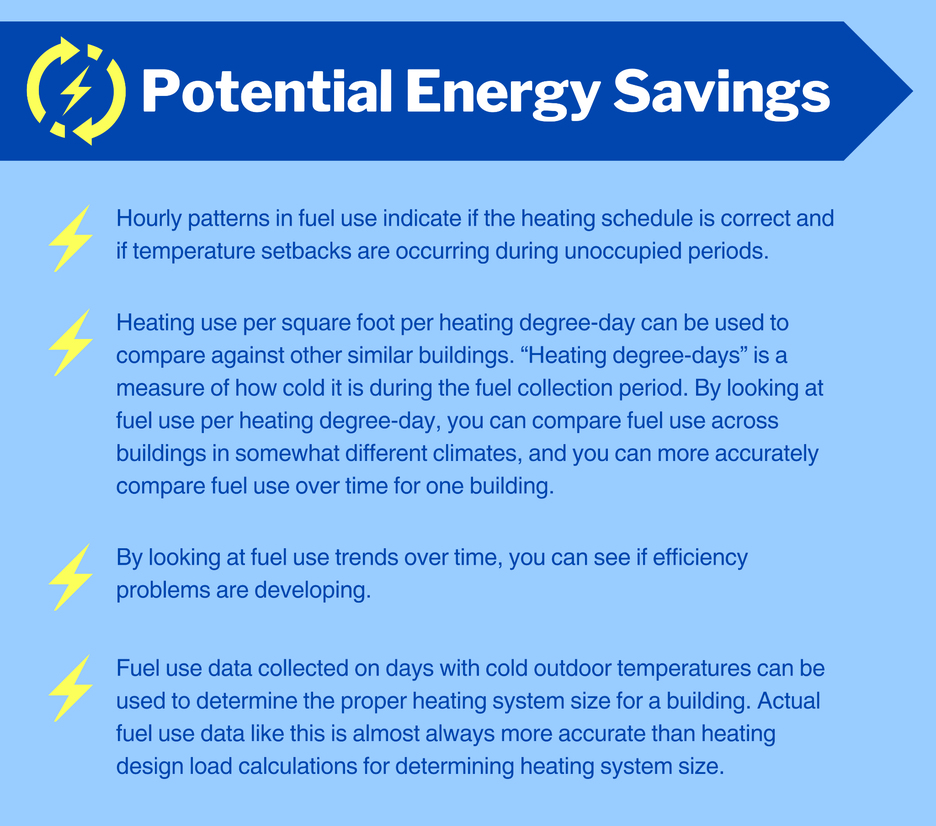 Potential Energy Savings
Hourly patterns in fuel use indicate if the heating schedule is correct and
if temperature setbacks are occurring during unoccupied periods.
Heating use per square foot per heating degree-day can be used to
compare against other similar buildings. “Heating degree-days” is a
measure of how cold it is during the fuel collection period. By looking at
fuel use per heating degree-day, you can compare fuel use across
buildings in somewhat different climates, and you can more accurately
compare fuel use over time for one building.
By looking at fuel use trends over time, you can see if efficiency
problems are developing.
Fuel use data collected on days with cold outdoor temperatures can be
used to determine the proper heating system size for a building. Actual
fuel use data like this is almost always more accurate than heating
design load calculations for determining heating system size.